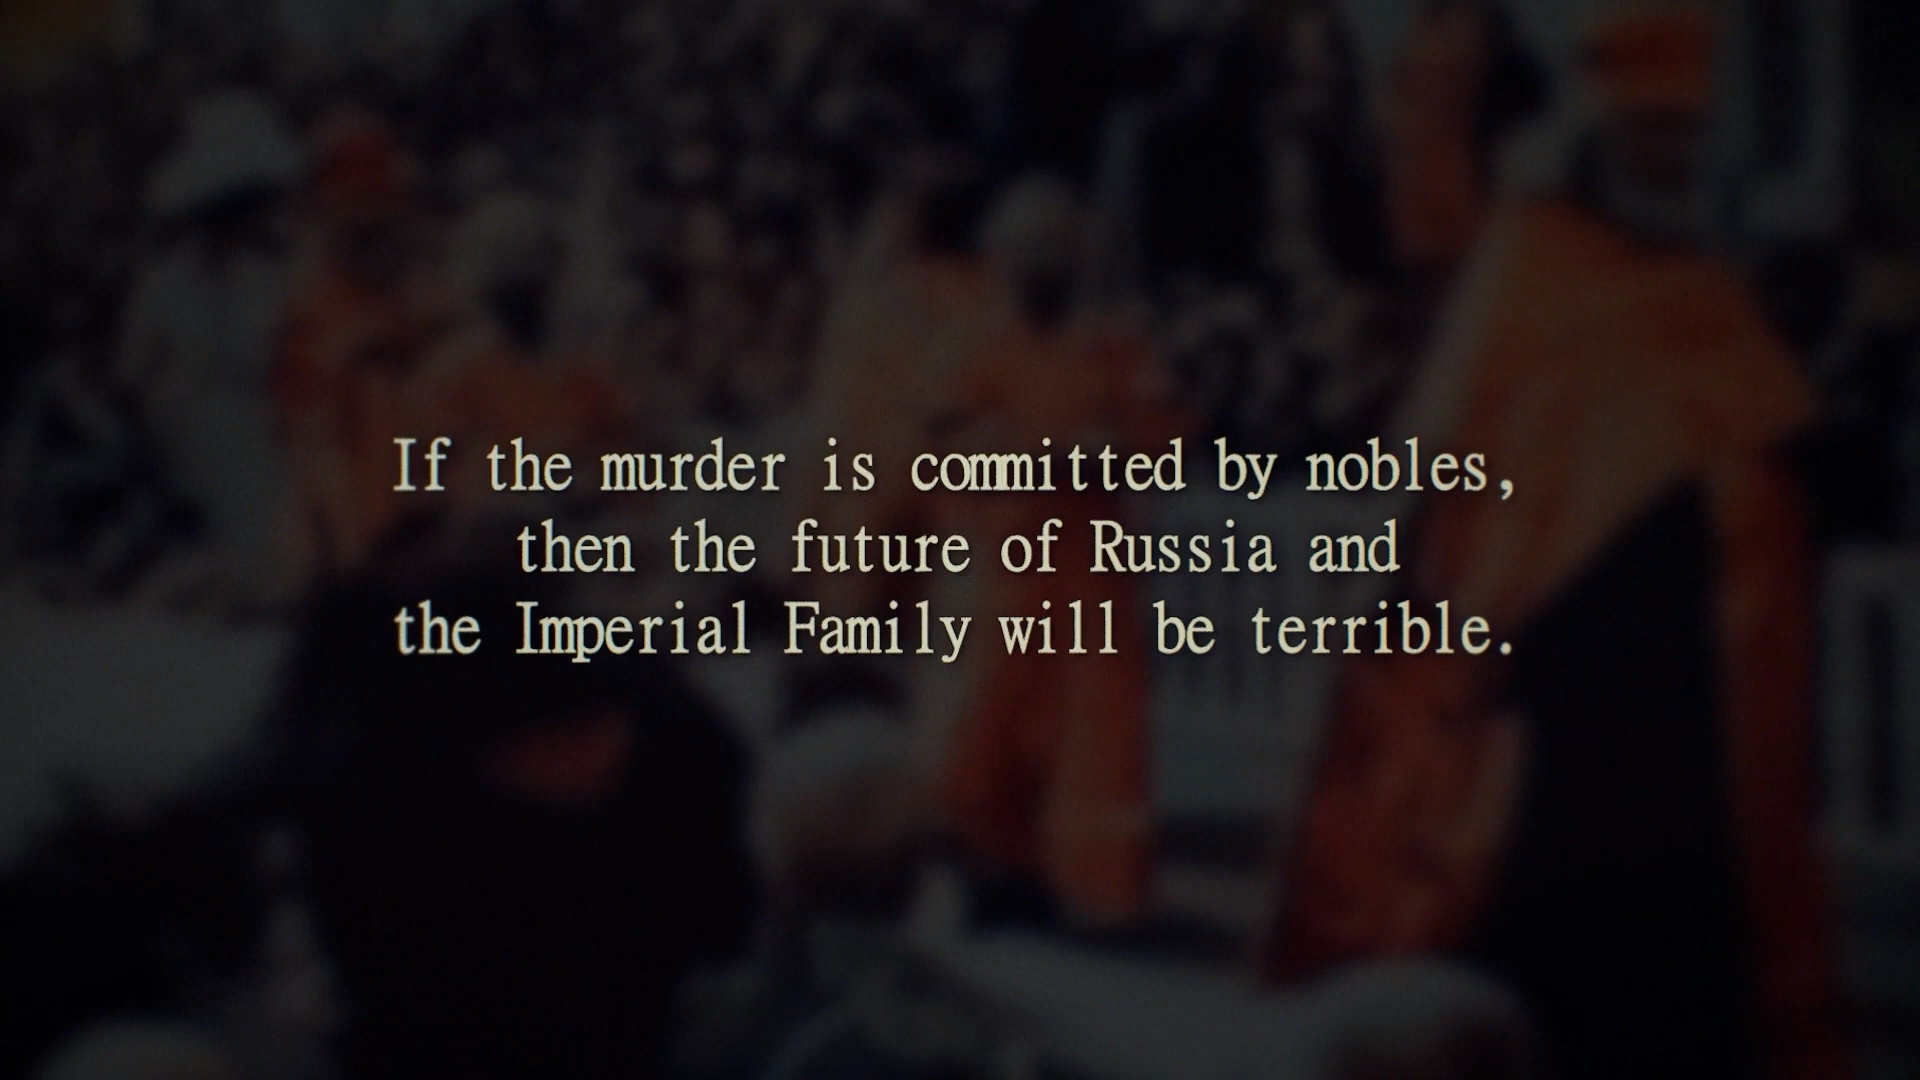 If the murder is committed by nobles,
then the future of Russia and
the Imperial Family will be terrible.